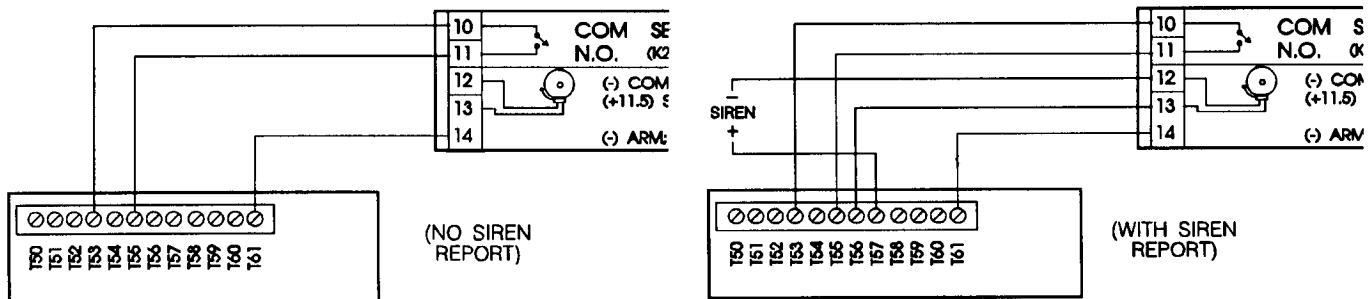 10
COM
11
N.O. (K2
12
(-) COM
(+11.5)
13
14
(-) ARM:
T50
T51
T52
T53
T54
T55
T56
T57
T58
T59
T60
T61
(NO SIREN
REPORT)
10
COM
11
N.O. (K2
12
(-) COM
(+11.5)
13
14
(-) ARM:
−
SIREN
+
T50
T51
T52
T53
T54
T55
T56
T57
T58
T59
T60
T61
(WITH SIREN
REPORT)